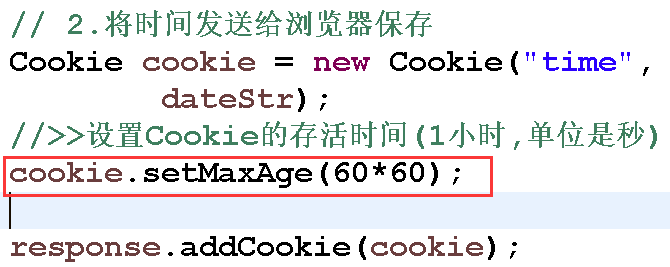 // 2.将时间发送给浏览器保存
Cookie cookie = new Cookie("time",
dateStr);
//>>设置Cookie的存活时间(1小时,单位是秒)
cookie.setMaxAge(60*60);
response.addCookie(cookie);